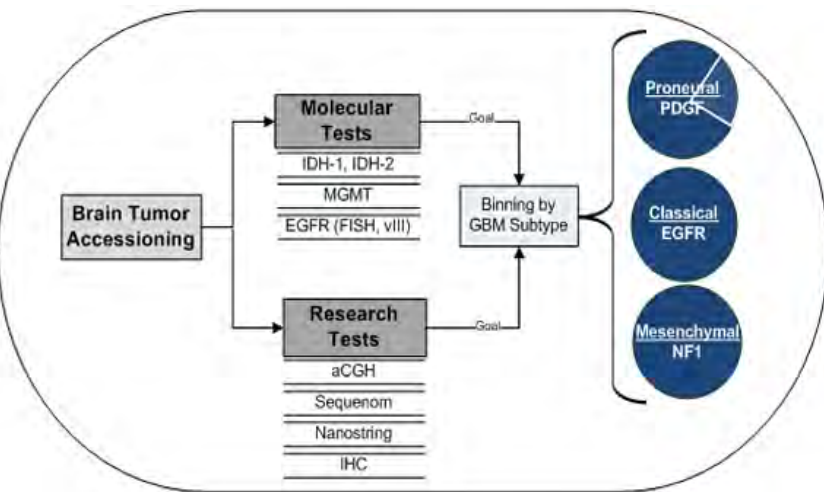 Brain Tumor
Accessioning
Molecular
Tests
IDH-1, IDH-2
MGMT
EGFR (FISH, vIII)
Goal
Research
Tests
aCGH
Sequenom
Nanostring
IHC
Goal
Binning by
GBM Subtype
Proneural
PDGF
Classical
EGFR
Mesenchymal
NF1